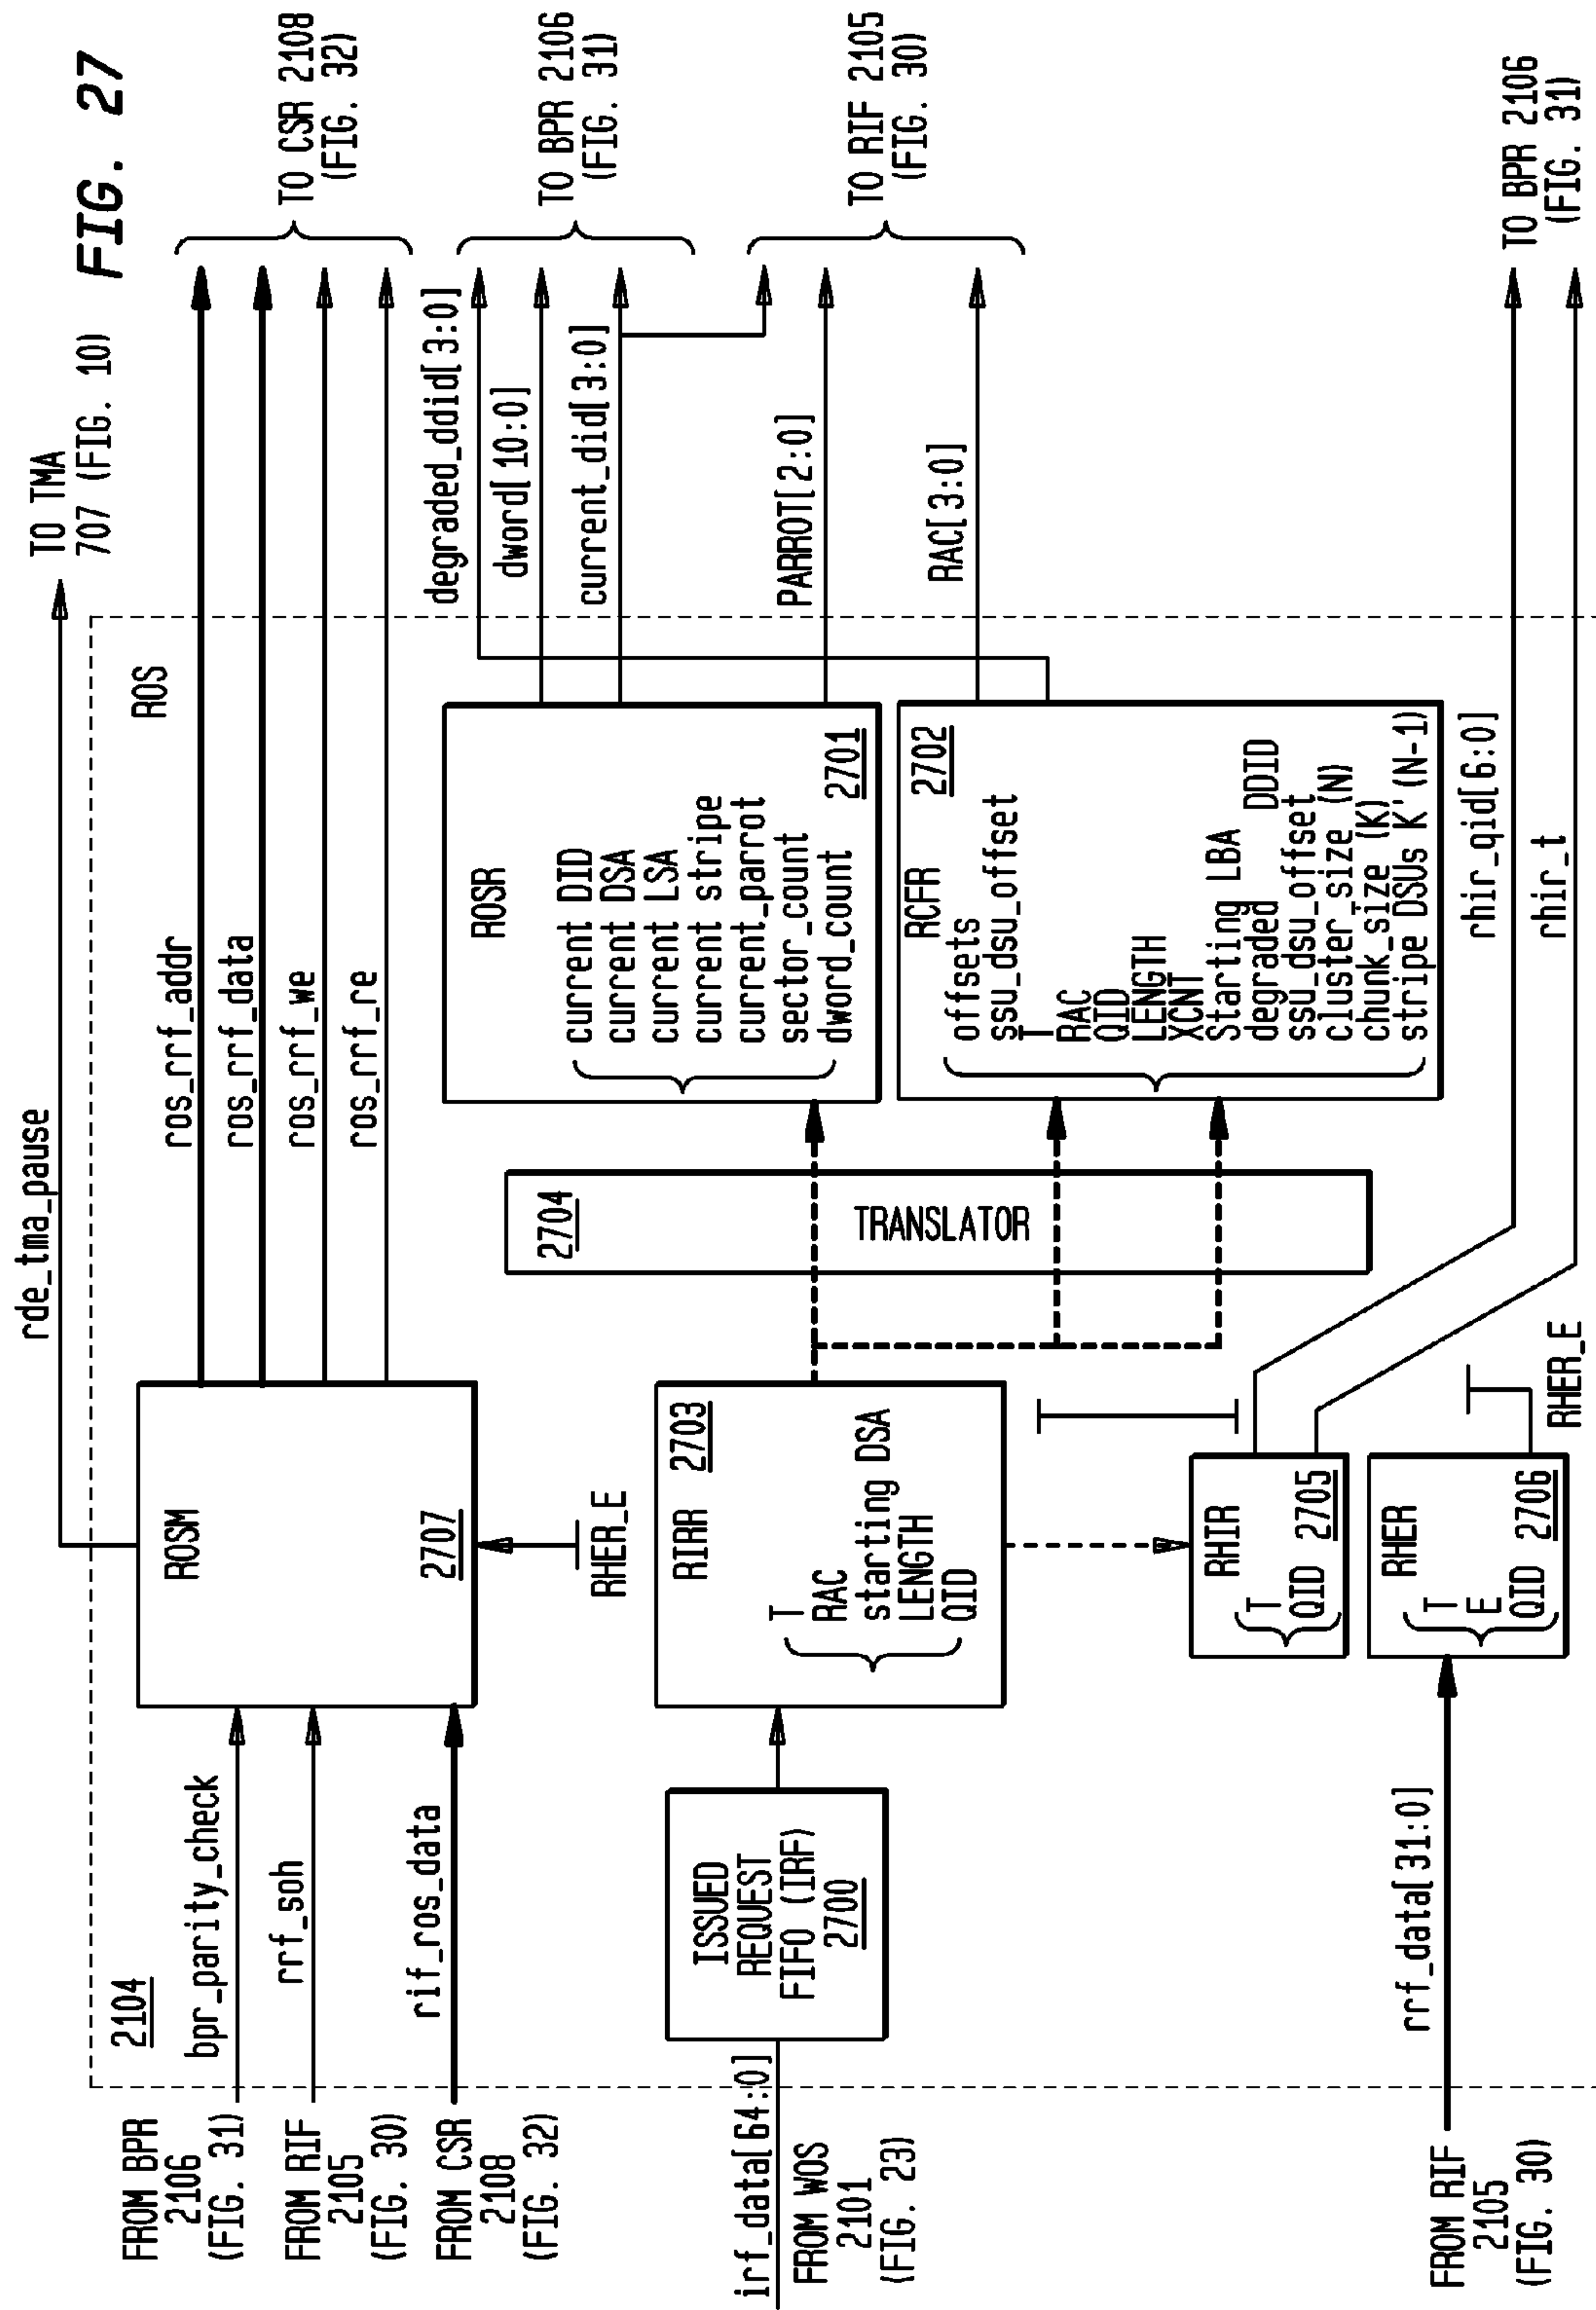 FIG. 27
TO TMA
707 (FIG. 10)
rde_tma_pause
2104
ROS
FROM BPR
2106
(FIG. 31)
bpr_parity_check
FROM RIF
2105
(FIG. 30)
rrf_soh
FROM CSR
2108
(FIG. 32)
rif_ros_data
ROSM
2707
RHER_E
ros_rrf_addr
ros_rrf_data
ros_rrf_we
ros_rrf_re
TO CSR 2108
(FIG. 32)
irf_data[64:0]
FROM WOS
2101
(FIG. 23)
ISSUED
REQUEST
FIFO (IRF)
2700
RIRR
2703
T
RAC
starting DSA
LENGTH
QID
2704
TRANSLATOR
ROSR
current DID
current DSA
current LSA
current stripe
current_parrot
sector_count
dword_count
2701
degraded_ddid[3:0]
dword[10:0]
current_did[3:0]
TO BPR 2106
(FIG. 31)
PARROT[2:0]
RAC[3:0]
TO RIF 2105
(FIG. 30)
RCFR
2702
offsets
ssu_dsu_offset
T
RAC
QID
LENGTH
XCNT
Starting LBA
degraded DDID
ssu_dsu_offset
cluster_size (N)
chunk_size (K)
stripe DSUs K'(N-1)
RHIR
T
QID
2705
rhir_qid[6:0]
rhir_t
TO BPR 2106
(FIG. 31)
FROM RIF
2105
(FIG. 30)
rrf_data[31:0]
RHER
T
E
QID
2706
RHER_E